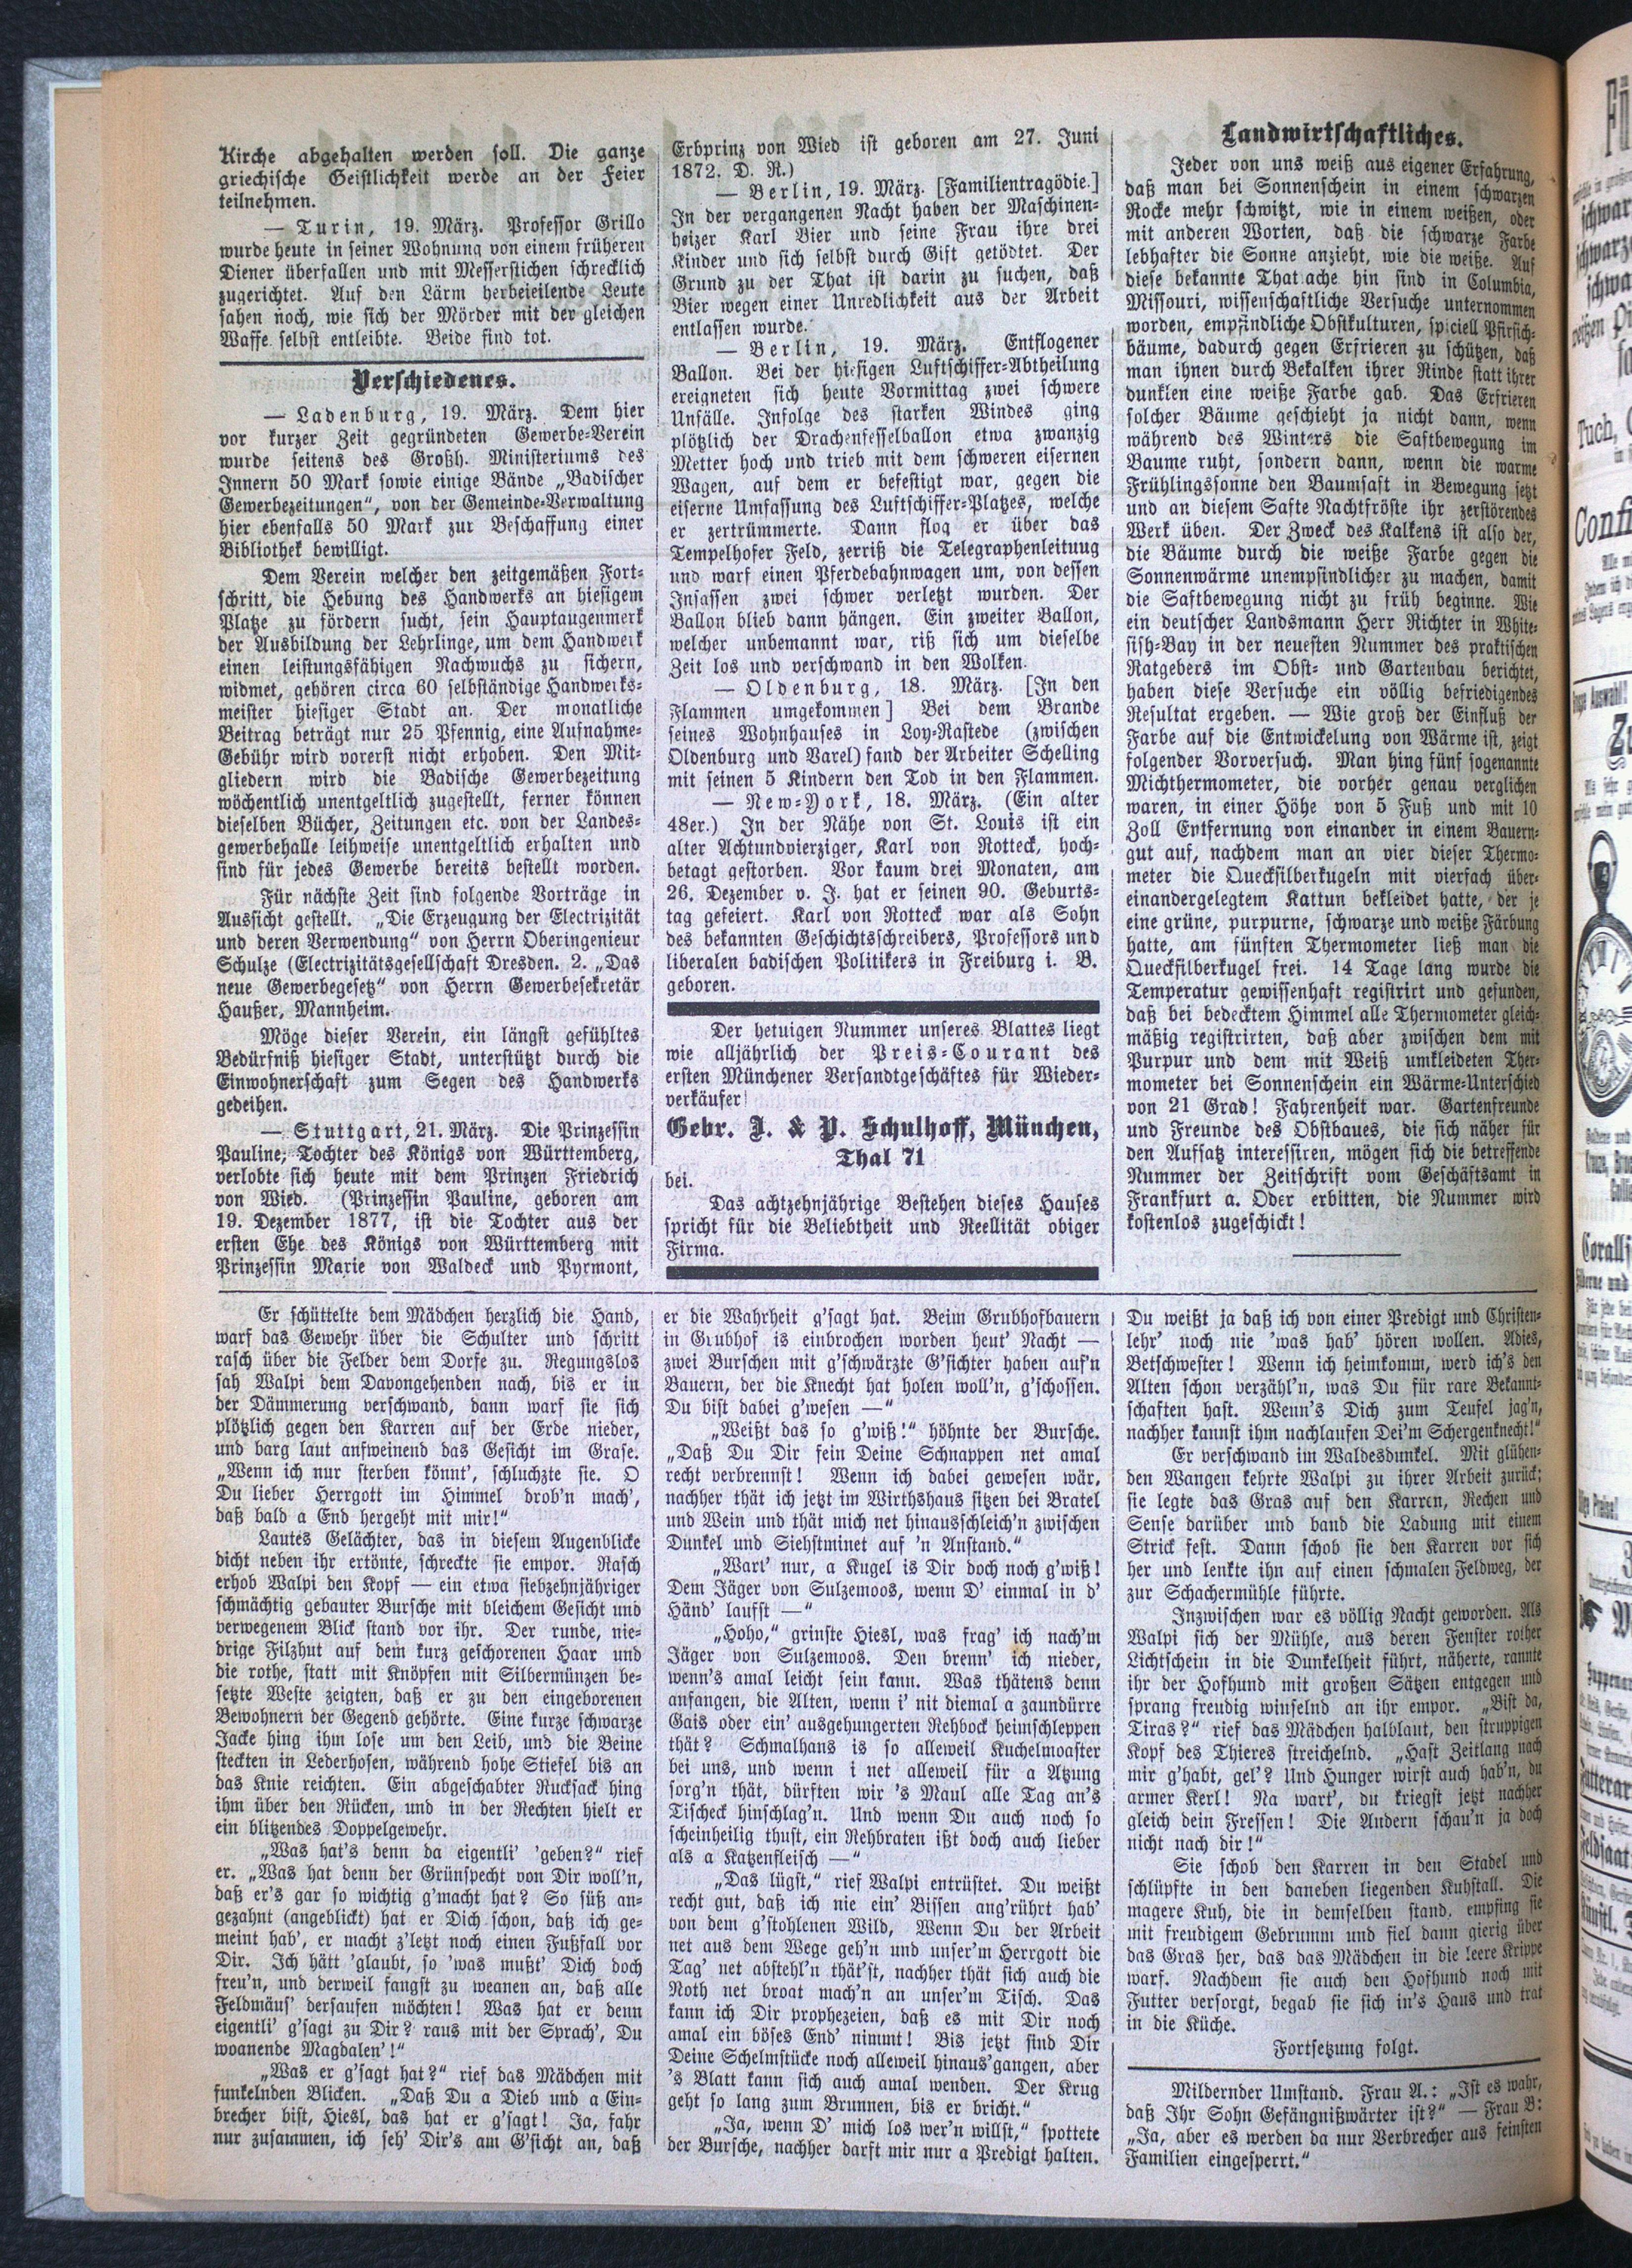 Kirche abgehalten werden soll. Die ganze
griechische Geistlichkeit werde an der Feier
teilnehmen.
— Turin, 19. März. Professor Grillo
wurde heute in seiner Wohnung von einem früheren
Diener überfallen und mit Messerstichen schrecklich
zugerichtet. Auf den Lärm herbeieilende Leute
sahen noch, wie sich der Mörder mit der gleichen
Waffe selbst entleibte. Beide sind tot.
Verschiedenes.
— Ladenburg, 19. März. Dem hier
vor kurzer Zeit gegründeten Gewerbe-Verein
wurde seitens des Großh. Ministeriums des
Innern 50 Mark sowie einige Bände „Badischer
Gewerbezeitungen“, von der Gemeinde-Verwaltung
hier ebenfalls 50 Mark zur Beschaffung einer
Bibliothek bewilligt.
Dem Verein welcher den zeitgemäßen Fort-
schritt, die Hebung des Handwerks an hiesigem
Platze zu fördern sucht, sein Hauptaugenmerk
der Ausbildung der Lehrlinge, um dem Handwerk
einen leistungsfähigen Nachwuchs zu sichern,
widmet, gehören circa 60 selbständige Handwerks-
meister hiesiger Stadt an. Der monatliche
Beitrag beträgt nur 25 Pfennig, eine Aufnahme-
Gebühr wird vorerst nicht erhoben. Den Mit-
gliedern wird die Badische Gewerbezeitung
wöchentlich unentgeltlich zugestellt, ferner können
dieselben Bücher, Zeitungen etc. von der Landes-
gewerbehalle leihweise unentgeltlich erhalten und
sind für jedes Gewerbe bereits bestellt worden.
Für nächste Zeit sind folgende Vorträge in
Aussicht gestellt. „Die Erzeugung der Electrizität
und deren Verwendung“ von Herrn Oberingenieur
Schulze (Electrizitätsgesellschaft Dresden. 2. „Das
neue Gewerbegesetz“ von Herrn Gewerbesekretär
Haußer, Mannheim.
Möge dieser Verein, ein längst gefühltes
Bedürfniß hiesiger Stadt, unterstützt durch die
Einwohnerschaft zum Segen des Handwerks
gedeihen.
— Stuttgart, 21. März. Die Prinzessin
Pauline, Tochter des Königs von Württemberg,
verlobte sich heute mit dem Prinzen Friedrich
von Wied. (Prinzessin Pauline, geboren am
19. Dezember 1877, ist die Tochter aus der
ersten Ehe des Königs von Württemberg mit
Prinzessin Marie von Waldeck und Pyrmont,
Erbprinz von Wied ist geboren am 27. Juni
1872. D. R.)
— Berlin, 19. März. [Familientragödie.]
In der vergangenen Nacht haben der Maschinen-
heizer Karl Bier und seine Frau ihre drei
Kinder und sich selbst durch Gift getödtet. Der
Grund zu der That ist darin zu suchen, daß
Bier wegen einer Unredlichkeit aus der Arbeit
entlassen wurde.
— Berlin, 19. März. Entflogener
Ballon. Bei der hiesigen Luftschiffer-Abtheilung
ereigneten sich heute Vormittag zwei schwere
Unfälle. Infolge des starken Windes ging
plötzlich der Drachenfesselballon etwa zwanzig
Metter hoch und trieb mit dem schweren eisernen
Wagen, auf dem er befestigt war, gegen die
eiserne Umfassung des Luftschiffer-Platzes, welche
er zertrümmerte. Dann flog er über das
Tempelhofer Feld, zerriß die Telegraphenleitung
und warf einen Pferdebahnwagen um, von dessen
Insassen zwei schwer verletzt wurden. Der
Ballon blieb dann hängen. Ein zweiter Ballon,
welcher unbemannt war, riß sich um dieselbe
Zeit los und verschwand in den Wolken.
— Oldenburg, 18. März. [In den
Flammen umgekommen] Bei dem Brande
seines Wohnhauses in Loy-Rastede (zwischen
Oldenburg und Varel) fand der Arbeiter Schelling
mit seinen 5 Kindern den Tod in den Flammen.
— New-York, 18. März. (Ein alter
48er.) In der Nähe von St. Louis ist ein
alter Achtundvierziger, Karl von Rotteck, hoch-
betagt gestorben. Vor kaum drei Monaten, am
26. Dezember v. J. hat er seinen 90. Geburts-
tag gefeiert. Karl von Rotteck war als Sohn
des bekannten Geschichtsschreibers, Professors und
liberalen badischen Politikers in Freiburg i. B.
geboren.
Der hetuigen Nummer unseres Blattes liegt
wie alljährlich der Preis-Courant des
ersten Münchener Versandtgeschäftes für Wieder-
verkäufer
Gebr. J. & P. Schulhoff, München,
Thal 71
bei.
Das achtzehnjährige Bestehen dieses Hauses
spricht für die Beliebtheit und Reellität obiger
Firma.
Landwirtschaftliches.
Jeder von uns weiß aus eigener Erfahrung,
daß man bei Sonnenschein in einem schwarzen
Rocke mehr schwitzt, wie in einem weißen, oder
mit anderen Worten, daß die schwarze Farbe
lebhafter die Sonne anzieht, wie die weiße. Auf
diese bekannte That ache hin sind in Columbia,
Missouri, wissenschaftliche Versuche unternommen
worden, empfindliche Obstkulturen, speciell Pfirsich-
bäume, dadurch gegen Erfrieren zu schützen, daß
man ihnen durch Bekalken ihrer Rinde statt ihrer
dunklen eine weiße Farbe gab. Das Erfrieren
solcher Bäume geschieht ja nicht dann, wenn
während des Winters die Saftbewegung im
Baume ruht, sondern dann, wenn die warme
Frühlingssonne den Baumsaft in Bewegung setzt
und an diesem Safte Nachtfröste ihr zerstörendes
Werk üben. Der Zweck des Kalkens ist also der,
die Bäume durch die weiße Farbe gegen die
Sonnenwärme unempfindlicher zu machen, damit
die Saftbewegung nicht zu früh beginne. Wie
ein deutscher Landsmann Herr Richter in White-
fish-Bay in der neuesten Nummer des praktischen
Ratgebers im Obst- und Gartenbau berichtet,
haben diese Versuche ein völlig befriedigendes
Resultat ergeben. — Wie groß der Einfluß der
Farbe auf die Entwickelung von Wärme ist, zeigt
folgender Vorversuch. Man hing fünf sogenannte
Michthermometer, die vorher genau verglichen
waren, in einer Höhe von 5 Fuß und mit 10
Zoll Entfernung von einander in einem Bauern-
gut auf, nachdem man an vier dieser Thermo-
meter die Quecksilberkugeln mit vierfach über-
einandergelegtem Kattun bekleidet hatte, der je
eine grüne, purpurne, schwarze und weiße Färbung
hatte, am fünften Thermometer ließ man die
Quecksilberkugel frei. 14 Tage lang wurde die
Temperatur gewissenhaft registrirt und gefunden,
daß bei bedecktem Himmel alle Thermometer gleich-
mäßig registrirten, daß aber zwischen dem mit
Purpur und dem mit Weiß umkleideten Ther-
mometer bei Sonnenschein ein Wärme-Unterschied
von 21 Grad! Fahrenheit war. Gartenfreunde
und Freunde des Obstbaues, die sich näher für
den Aufsatz interessiren, mögen sich die betreffende
Nummer der Zeitschrift vom Geschäftsamt in
Frankfurt a. Oder erbitten, die Nummer wird
kostenlos zugeschickt!
Er schüttelte dem Mädchen herzlich die Hand,
warf das Gewehr über die Schulter und schritt
rasch über die Felder dem Dorfe zu. Regungslos
sah Walpi dem Davongehenden nach, bis er in
der Dämmerung verschwand, dann warf sie sich
plötzlich gegen den Karren auf der Erde nieder,
und barg laut aufweinend das Gesicht im Grase.
„Wenn ich nur sterben könnt', schluchzte sie. O
Du lieber Herrgott im Himmel drob'n mach',
daß bald a End hergeht mit mir!“
Lautes Gelächter, das in diesem Augenblicke
dicht neben ihr ertönte, schreckte sie empor. Rasch
erhob Walpi den Kopf — ein etwa siebzehnjähriger
schmächtig gebauter Bursche mit bleichem Gesicht und
verwegenem Blick stand vor ihr. Der runde, nie-
drige Filzhut auf dem kurz geschorenen Haar und
die rothe, statt mit Knöpfen mit Silbermünzen be-
setzte Weste zeigten, daß er zu den eingeborenen
Bewohnern der Gegend gehörte. Eine kurze schwarze
Jacke hing ihm lose um den Leib, und die Beine
steckten in Lederhosen, während hohe Stiefel bis an
das Knie reichten. Ein abgeschabter Rucksack hing
ihm über den Rücken, und in der Rechten hielt er
ein blitzendes Doppelgewehr.
„Was hat's denn da eigentli' 'geben?“ rief
er. „Was hat denn der Grünspecht von Dir woll'n,
daß er's gar so wichtig g'macht hat? So süß an-
gezahnt (angeblickt) hat er Dich schon, daß ich ge-
meint hab', er macht z'letzt noch einen Fußfall vor
Dir. Ich hätt 'glaubt, so 'was mußt' Dich doch
freu'n, und derweil fangst zu weanen an, daß alle
Feldmäus' dersaufen möchten! Was hat er denn
eigentli' g'sagt zu Dir? raus mit der Sprach', Du
woanende Magdalen'!“
„Was er g'sagt hat?“ rief das Mädchen mit
funkelnden Blicken. „Daß Du a Dieb und a Ein-
brecher bist, Hiesl, das hat er g'sagt! Ja, fahr
nur zusammen, ich seh' Dir's am G'sicht an, daß
er die Wahrheit g'sagt hat. Beim Grubhofbauern
in Grubhof is einbrochen worden heut' Nacht —
zwei Burschen mit g'schwärzte G'sichter haben auf'n
Bauern, der die Knecht hat holen woll'n, g'schossen.
Du bist dabei g'wesen —“
„Weißt das so g'wiß!“ höhnte der Bursche.
„Daß Du Dir fein Deine Schnappen net amal
recht verbrennst! Wenn ich dabei gewesen wär,
nachher thät ich jetzt im Wirthshaus sitzen bei Bratel
und Wein und thät mich net hinausschleich'n zwischen
Dunkel und Siehstminet auf 'n Anstand.“
„Wart' nur, a Kugel is Dir doch noch g'wiß!
Dem Jäger von Sulzemoos, wenn D' einmal in d'
Händ' laufst —“
„Hoho,“ grinste Hiesl, was frag' ich nach'm
Jäger von Sulzemoos. Den brenn' ich nieder,
wenn's amal leicht sein kann. Was thätens denn
anfangen, die Alten, wenn i' nit diemal a zaundürre
Gais oder ein' ausgehungerten Rehbock heimschleppen
thät? Schmalhans is so alleweil Kuchelmoaster
bei uns, und wenn i net alleweil für a Atzung
sorg'n thät, dürften wir 's Maul alle Tag an's
Tischeck hinschlag'n. Und wenn Du auch noch so
scheinheilig thust, ein Rehbraten ißt doch auch lieber
als a Katzenfleisch —“
„Das lügst,“ rief Walpi entrüstet. Du weißt
recht gut, daß ich nie ein' Bissen ang'rührt hab'
von dem g'stohlenen Wild, Wenn Du der Arbeit
net aus dem Wege geh'n und unser'm Herrgott die
Tag' net abstehl'n thät'st, nachher thät sich auch die
Noth net broat mach'n an unser'm Tisch. Das
kann ich Dir prophezeien, daß es mit Dir noch
amal ein böses End' nimmt! Bis jetzt sind Dir
Deine Schelmstücke noch alleweil hinaus'gangen, aber
's Blatt kann sich auch amal wenden. Der Krug
geht so lang zum Brunnen, bis er bricht.“
„Ja, wenn D' mich los wer'n willst,“ spottete
der Bursche, nachher darfst mir nur a Predigt halten.
Du weißt ja daß ich von einer Predigt und Christen-
lehr' noch nie 'was hab' hören wollen. Adies,
Betschwester! Wenn ich heimkomm, werd ich's den
Alten schon verzähl'n, was Du für rare Bekannt-
schaften hast. Wenn's Dich zum Teufel jag'n,
nachher kannst ihm nachlaufen Dei'm Schergenknecht!“
Er verschwand im Waldesdunkel. Mit glühen-
den Wangen kehrte Walpi zu ihrer Arbeit zurück;
sie legte das Gras auf den Karren, Rechen und
Sense darüber und band die Ladung mit einem
Strick fest. Dann schob sie den Karren vor sich
her und lenkte ihn auf einen schmalen Feldweg, der
zur Schachermühle führte.
Inzwischen war es völlig Nacht geworden. Als
Walpi sich der Mühle, aus deren Fenster rother
Lichtschein in die Dunkelheit führt, näherte, rannte
ihr der Hofhund mit großen Sätzen entgegen und
sprang freudig winselnd an ihr empor. „Bist da,
Tiras?“ rief das Mädchen halblaut, den struppigen
Kopf des Thieres streichelnd. „Hast Zeitlang nach
mir g'habt, gel'? Und Hunger wirst auch hab'n, du
armer Kerl! Na wart', du kriegst jetzt nachher
gleich dein Fressen! Die Andern schau'n ja doch
nicht nach dir!“
Sie schob den Karren in den Stadel und
schlüpfte in den daneben liegenden Kuhstall. Die
magere Kuh, die in demselben stand, empfing sie
mit freudigem Gebrumm und fiel dann gierig über
das Gras her, das das Mädchen in die leere Krippe
warf. Nachdem sie auch den Hofhund noch mit
Futter versorgt, begab sie sich in's Haus und trat
in die Küche.
Fortsetzung folgt.
Mildernder Umstand. Frau A.: „Ist es wahr,
daß Ihr Sohn Gefängnißwärter ist?“ — Frau B:
„Ja, aber es werden da nur Verbrecher aus feinsten
Familien eingesperrt.“
Tuch,